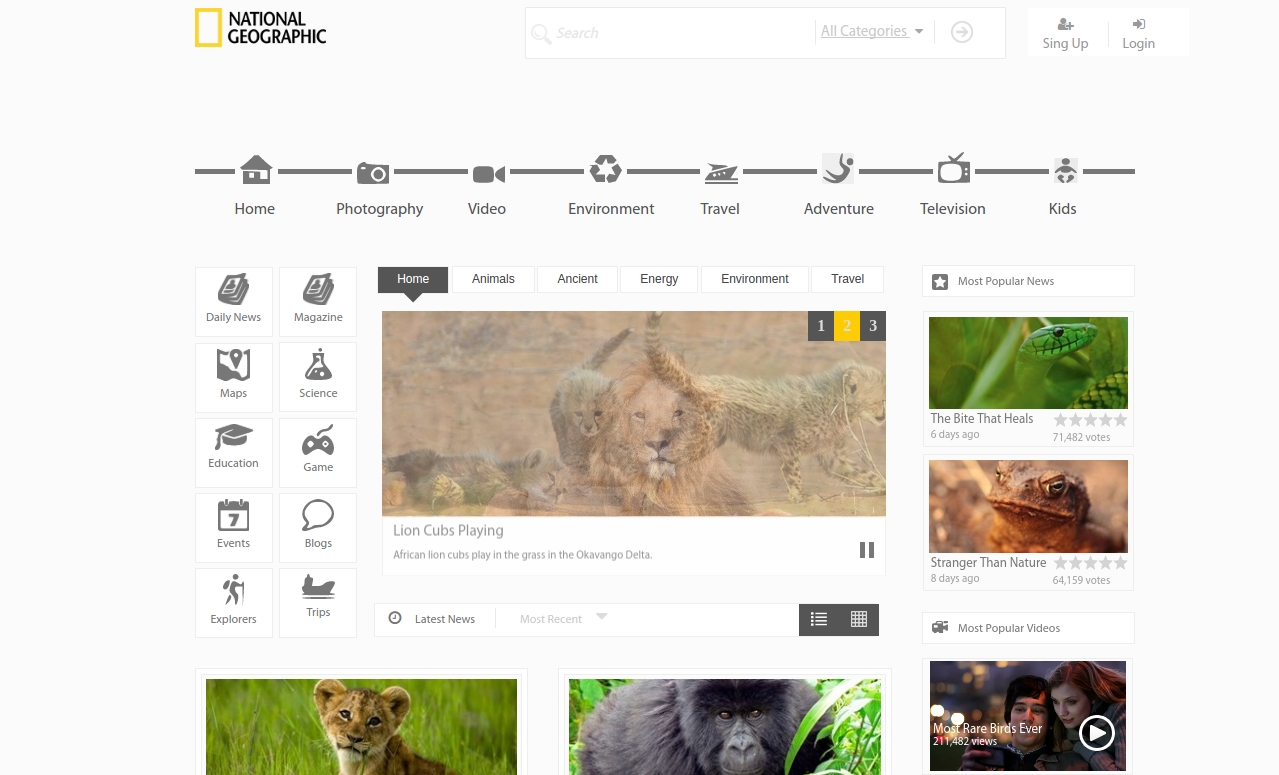 NATIONAL
GEOGRAPHIC
Search
All Categories
Sing Up
Login
Home
Photography
Video
Environment
Travel
Adventure
Television
Kids
Daily News
Magazine
Maps
Science
Education
Game
7
Events
Blogs
Explorers
Trips
Home
Animals
Ancient
Energy
Environment
Travel
1 2 3
Lion Cubs Playing
African lion cubs play in the grass in the Okavango Delta.
Latest News
Most Recent
Most Popular News
The Bite That Heals
6 days ago
71,482 votes
Stranger Than Nature
8 days ago
64,159 votes
Most Popular Videos
Most Rare Birds Ever
211,482 views